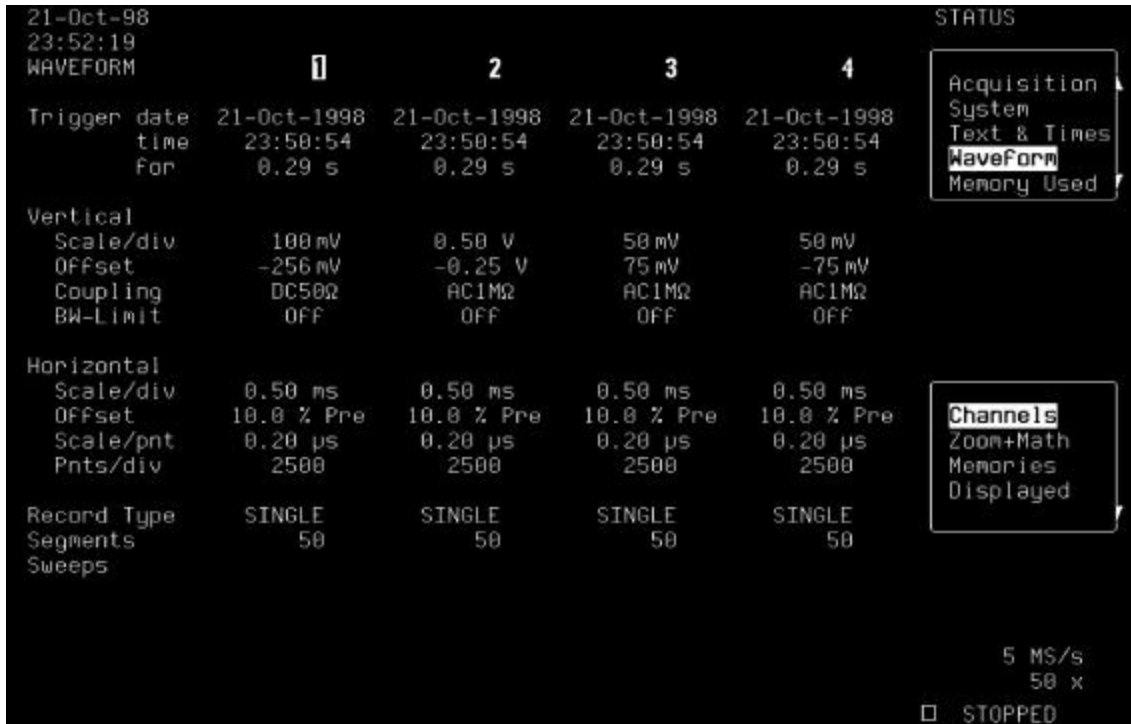 21-Oct-98
23:52:19
WAVEFORM 1 2 3 4
Trigger date 21-Oct-1998 21-Oct-1998 21-Oct-1998 21-Oct-1998
time 23:50:54 23:50:54 23:50:54 23:50:54
for 0.29 s 0.29 s 0.29 s 0.29 s
Vertical
Scale/div 100 mV 0.50 V 50 mV 50 mV
Offset -256 mV -0.25 V 75 mV -75 mV
Coupling DC50Ω AC1MΩ AC1MΩ AC1MΩ
BW-Limit Off Off Off Off
Horizontal
Scale/div 0.50 ms 0.50 ms 0.50 ms 0.50 ms
Offset 10.0 % Pre 10.0 % Pre 10.0 % Pre 10.0 % Pre
Scale/pnt 0.20 µs 0.20 µs 0.20 µs 0.20 µs
Pnts/div 2500 2500 2500 2500
Record Type SINGLE SINGLE SINGLE SINGLE
Segments 50 50 50 50
Sweeps
STATUS
Acquisition
System
Text & Times
Waveform
Memory Used
Channels
Zoom+Math
Memories
Displayed
5 MS/s
50 x
STOPPED